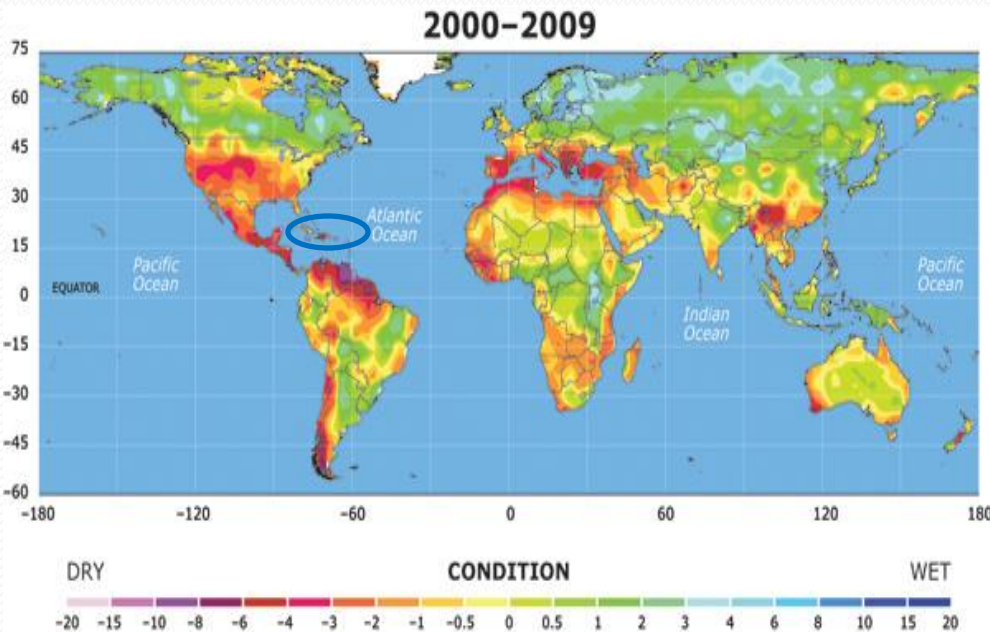 2000–2009
75
60
45
30
15
0
–15
–30
–45
–60
Atlantic
Ocean
Pacific
Ocean
EQUATOR
Indian
Ocean
Pacific
Ocean
–180 –120 –60 0 60 120 180
DRY CONDITION WET
–20 –15 –10 –8 –6 –4 –3 –2 –1 –0.5 0 0.5 1 2 3 4 6 8 10 15 20